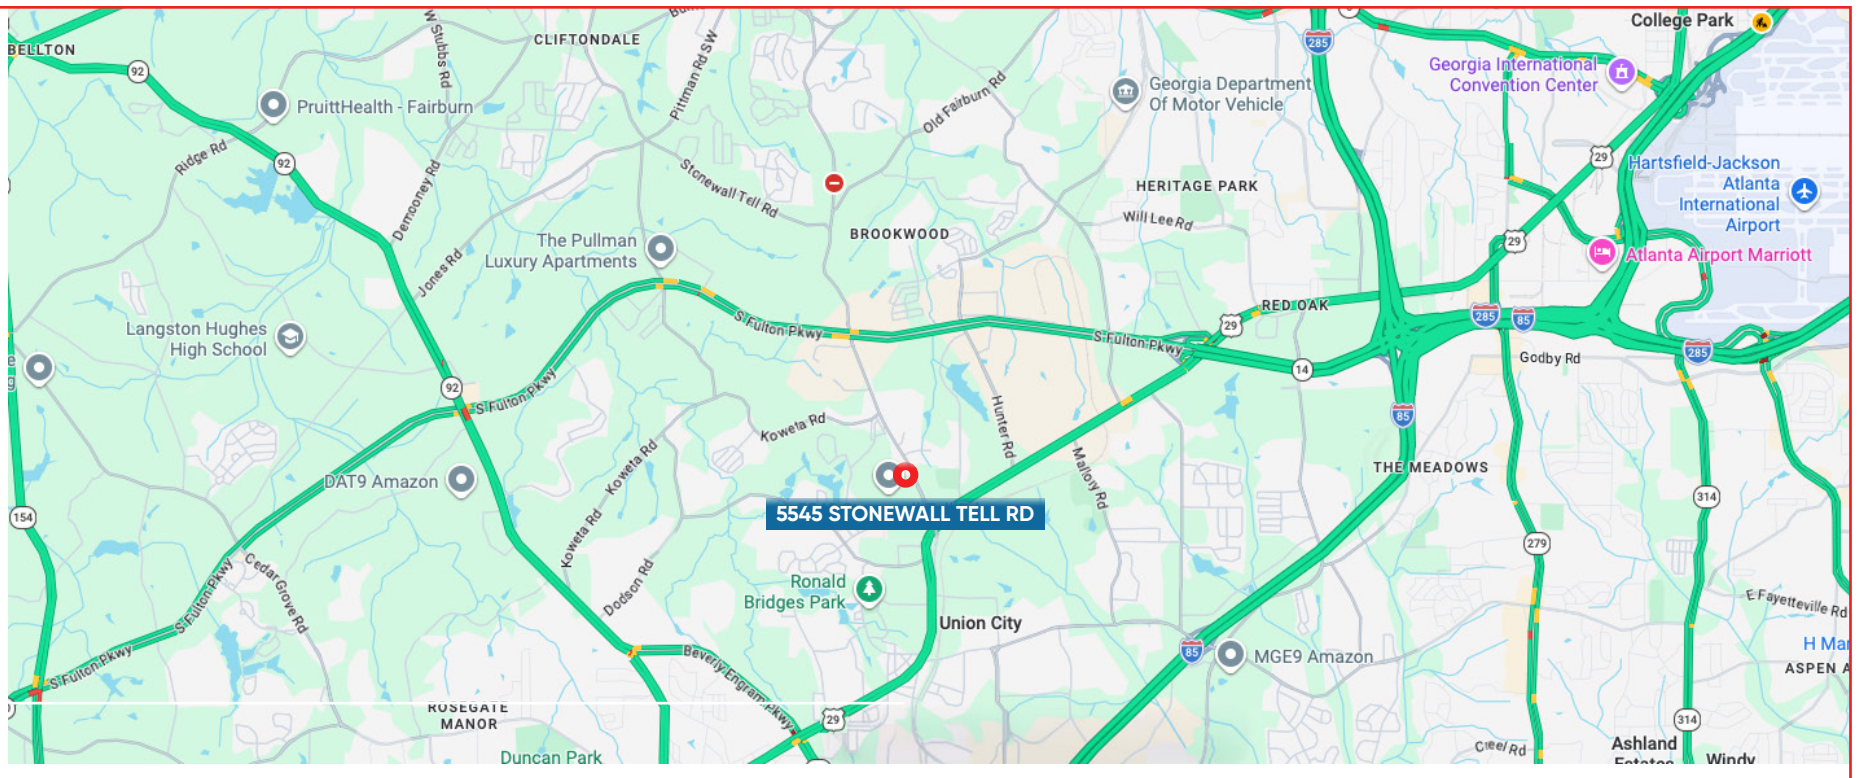 BELLTON
92
W Stubbs Rd
CLIFTONDALE
Pittman Rd SW
285
College Park
Georgia International
Convention Center
PruittHealth - Fairburn
Old Fairburn Rd
Georgia Department
Of Motor Vehicle
Ridge Rd
92
Demooney Rd
Stonewall Tell Rd
29
Hartsfield-Jackson
Atlanta
International
Airport
HERITAGE PARK
Will Lee Rd
BROOKWOOD
The Pullman
Luxury Apartments
29
Atlanta Airport Marriott
Jones Rd
Langston Hughes
High School
S Fulton Pkwy
S Fulton Pkwy
29
RED OAK
285
85
Godby Rd
285
14
92
S Fulton Pkwy
85
Koweta Rd
Hunter Rd
Koweta Rd
Mallory Rd
THE MEADOWS
DAT9 Amazon
314
154
5545 STONEWALL TELL RD
Koweta Rd
279
Cedar Grove Rd
S Fulton Pkwy
Dodson Rd
Ronald
Bridges Park
Union City
E Fayetteville Rd
85
MGE9 Amazon
H Mar
ASPEN A
S Fulton Pkwy
Beverly Engram Pkwy
ROSEGATE
MANOR
29
314
Duncan Park
Creel Rd
Ashland
Estates
Windy